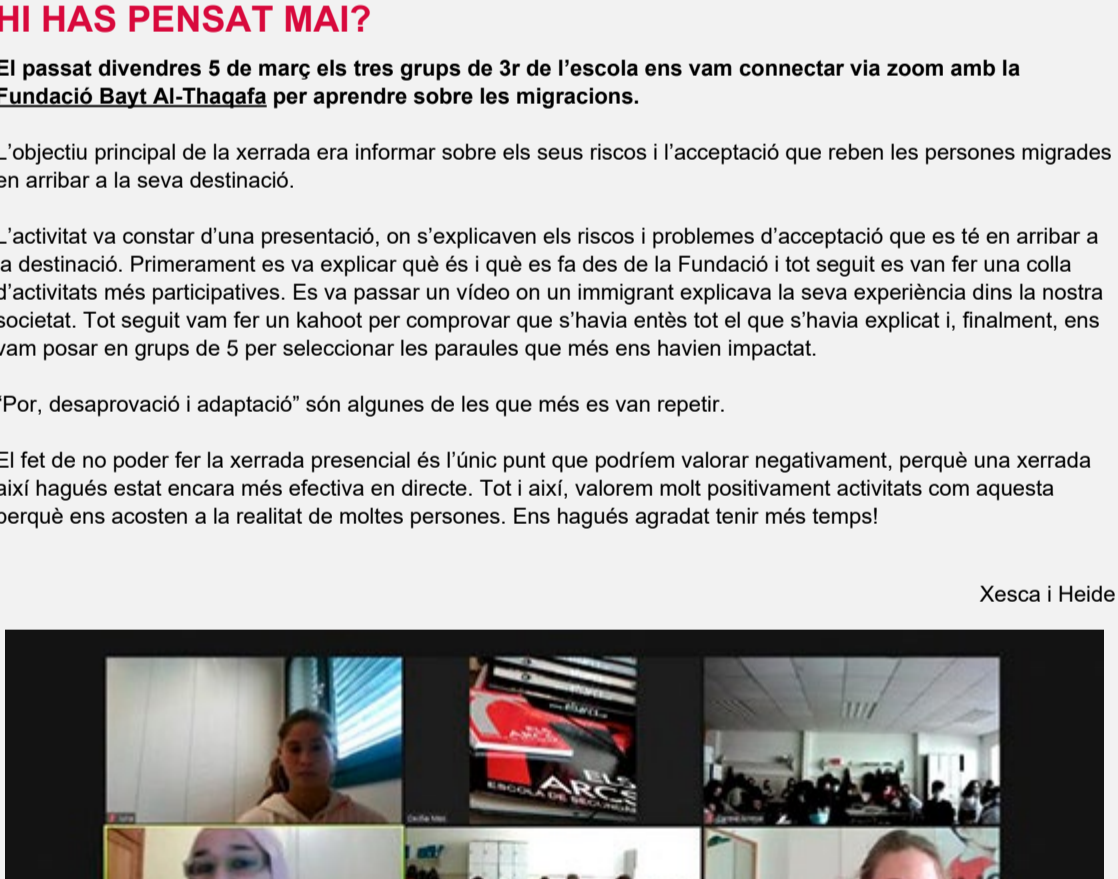 HI HAS PENSAT MAI?
El passat divendres 5 de març els tres grups de 3r de l’escola ens vam connectar via zoom amb la
Fundació Bayt Al-Thaqafa per aprendre sobre les migracions.
L’objectiu principal de la xerrada era informar sobre els seus riscos i l’acceptació que reben les persones migrades
en arribar a la seva destinació.
L’activitat va constar d’una presentació, on s’explicaven els riscos i problemes d’acceptació que es té en arribar a
la destinació. Primerament es va explicar què és i què es fa des de la Fundació i tot seguit es van fer una colla
d’activitats més participatives. Es va passar un vídeo on un immigrant explicava la seva experiència dins la nostra
societat. Tot seguit vam fer un kahoot per comprovar que s’havia entès tot el que s’havia explicat i, finalment, ens
vam posar en grups de 5 per seleccionar les paraules que més ens havien impactat.
“Por, desaprovació i adaptació” són algunes de les que més es van repetir.
El fet de no poder fer la xerrada presencial és l’únic punt que podríem valorar negativament, perquè una xerrada
així hagués estat encara més efectiva en directe. Tot i així, valorem molt positivament activitats com aquesta
perquè ens acosten a la realitat de moltes persones. Ens hagués agradat tenir més temps!
Xesca i Heide
ELS
ARCS
ELS
ARCS
ESCOLA DE